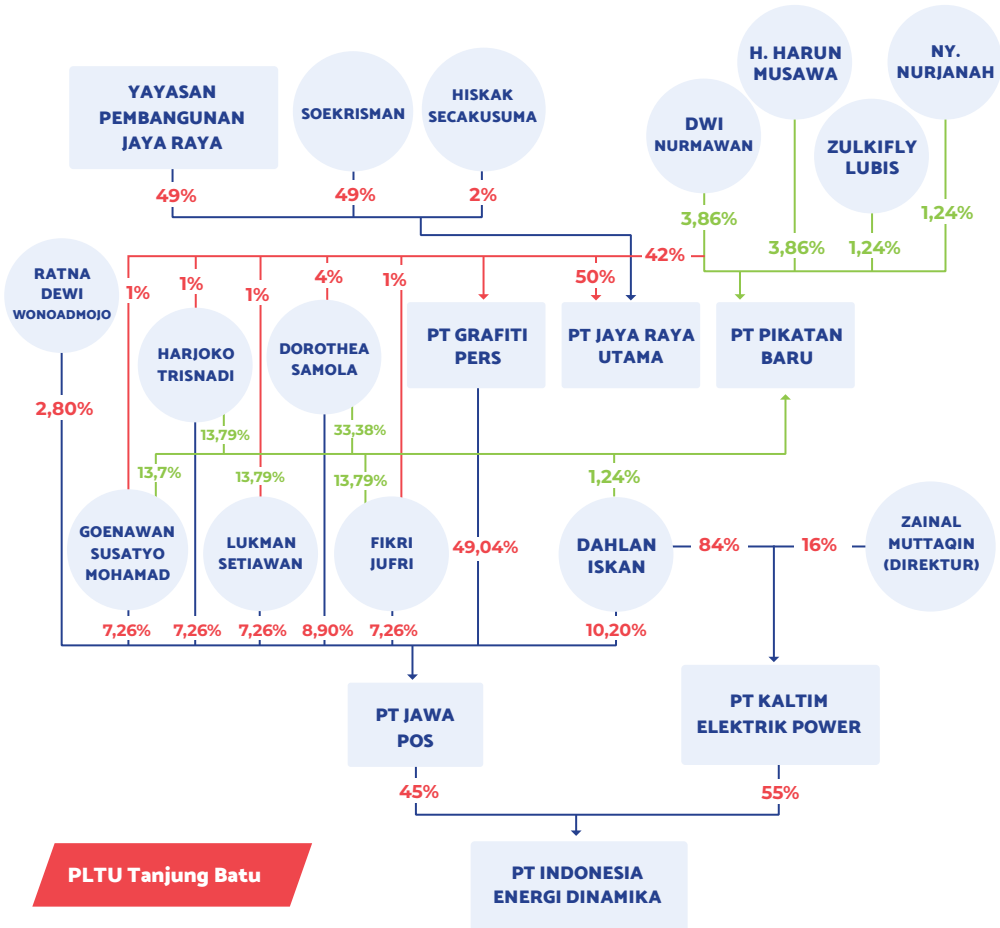 YAYASAN
PEMBANGUNAN
JAYA RAYA
SOEKRISMAN
HISKAK
SECAKUSUMA
H. HARUN
MUSAWA
NY.
NURJANAH
DWI
NURMAWAN
ZULKIFLY
LUBIS
49%
49%
2%
3,86%
3,86%
1,24%
1,24%
RATNA
DEWI
WONOADMOJO
1%
1%
1%
4%
1%
50%
42%
HARJOKO
TRISNADI
DOROTHEA
SAMOLA
PT GRAFITI
PERS
PT JAYA RAYA
UTAMA
PT PIKATAN
BARU
2,80%
13,79%
33,38%
13,7%
13,79%
13,79%
1,24%
GOENAWAN
SUSATYO
MOHAMAD
LUKMAN
SETIAWAN
FIKRI
JUFRI
49,04%
DAHLAN
ISKAN
84%
16%
ZAINAL
MUTTAQIN
(DIREKTUR)
7,26%
7,26%
7,26%
8,90%
7,26%
10,20%
PT JAWA
POS
PT KALTIM
ELEKTRIK POWER
45%
55%
PLTU Tanjung Batu
PT INDONESIA
ENERGI DINAMIKA